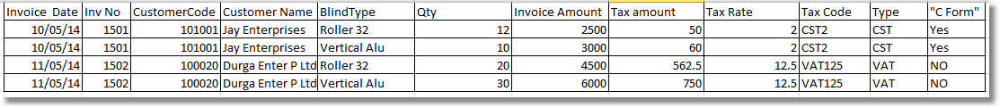 Invoice Date Inv No CustomerCode Customer Name BlindType Qty Invoice Amount Tax amount Tax Rate Tax Code Type "C Form"
10/05/14 1501 101001 Jay Enterprises Roller 32 12 2500 50 2 CST2 CST Yes
10/05/14 1501 101001 Jay Enterprises Vertical Alu 10 3000 60 2 CST2 CST Yes
11/05/14 1502 100020 Durga Enter P Ltd Roller 32 20 4500 562.5 12.5 VAT125 VAT NO
11/05/14 1502 100020 Durga Enter P Ltd Vertical Alu 30 6000 750 12.5 VAT125 VAT NO